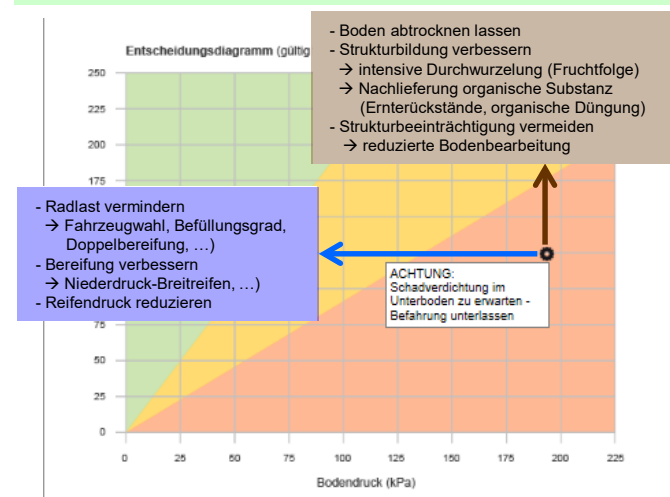 Entscheidungsdiagramm (gültig
- Boden abtrocknen lassen
- Strukturbildung verbessern
→ intensive Durchwurzelung (Fruchtfolge)
→ Nachlieferung organische Substanz
(Ernterückstände, organische Düngung)
- Strukturbeeinträchtigung vermeiden
→ reduzierte Bodenbearbeitung
- Radlast vermindern
→ Fahrzeugwahl, Befüllungsgrad,
Doppelbereifung, …)
- Bereifung verbessern
→ Niederdruck-Breitreifen, …)
- Reifendruck reduzieren
ACHTUNG:
Schadverdichtung im
Unterboden zu erwarten -
Befahrung unterlassen
250
225
200
175
75
50
25
0
0 25 50 75 100 125 150 175 200 225
Bodendruck (kPa)